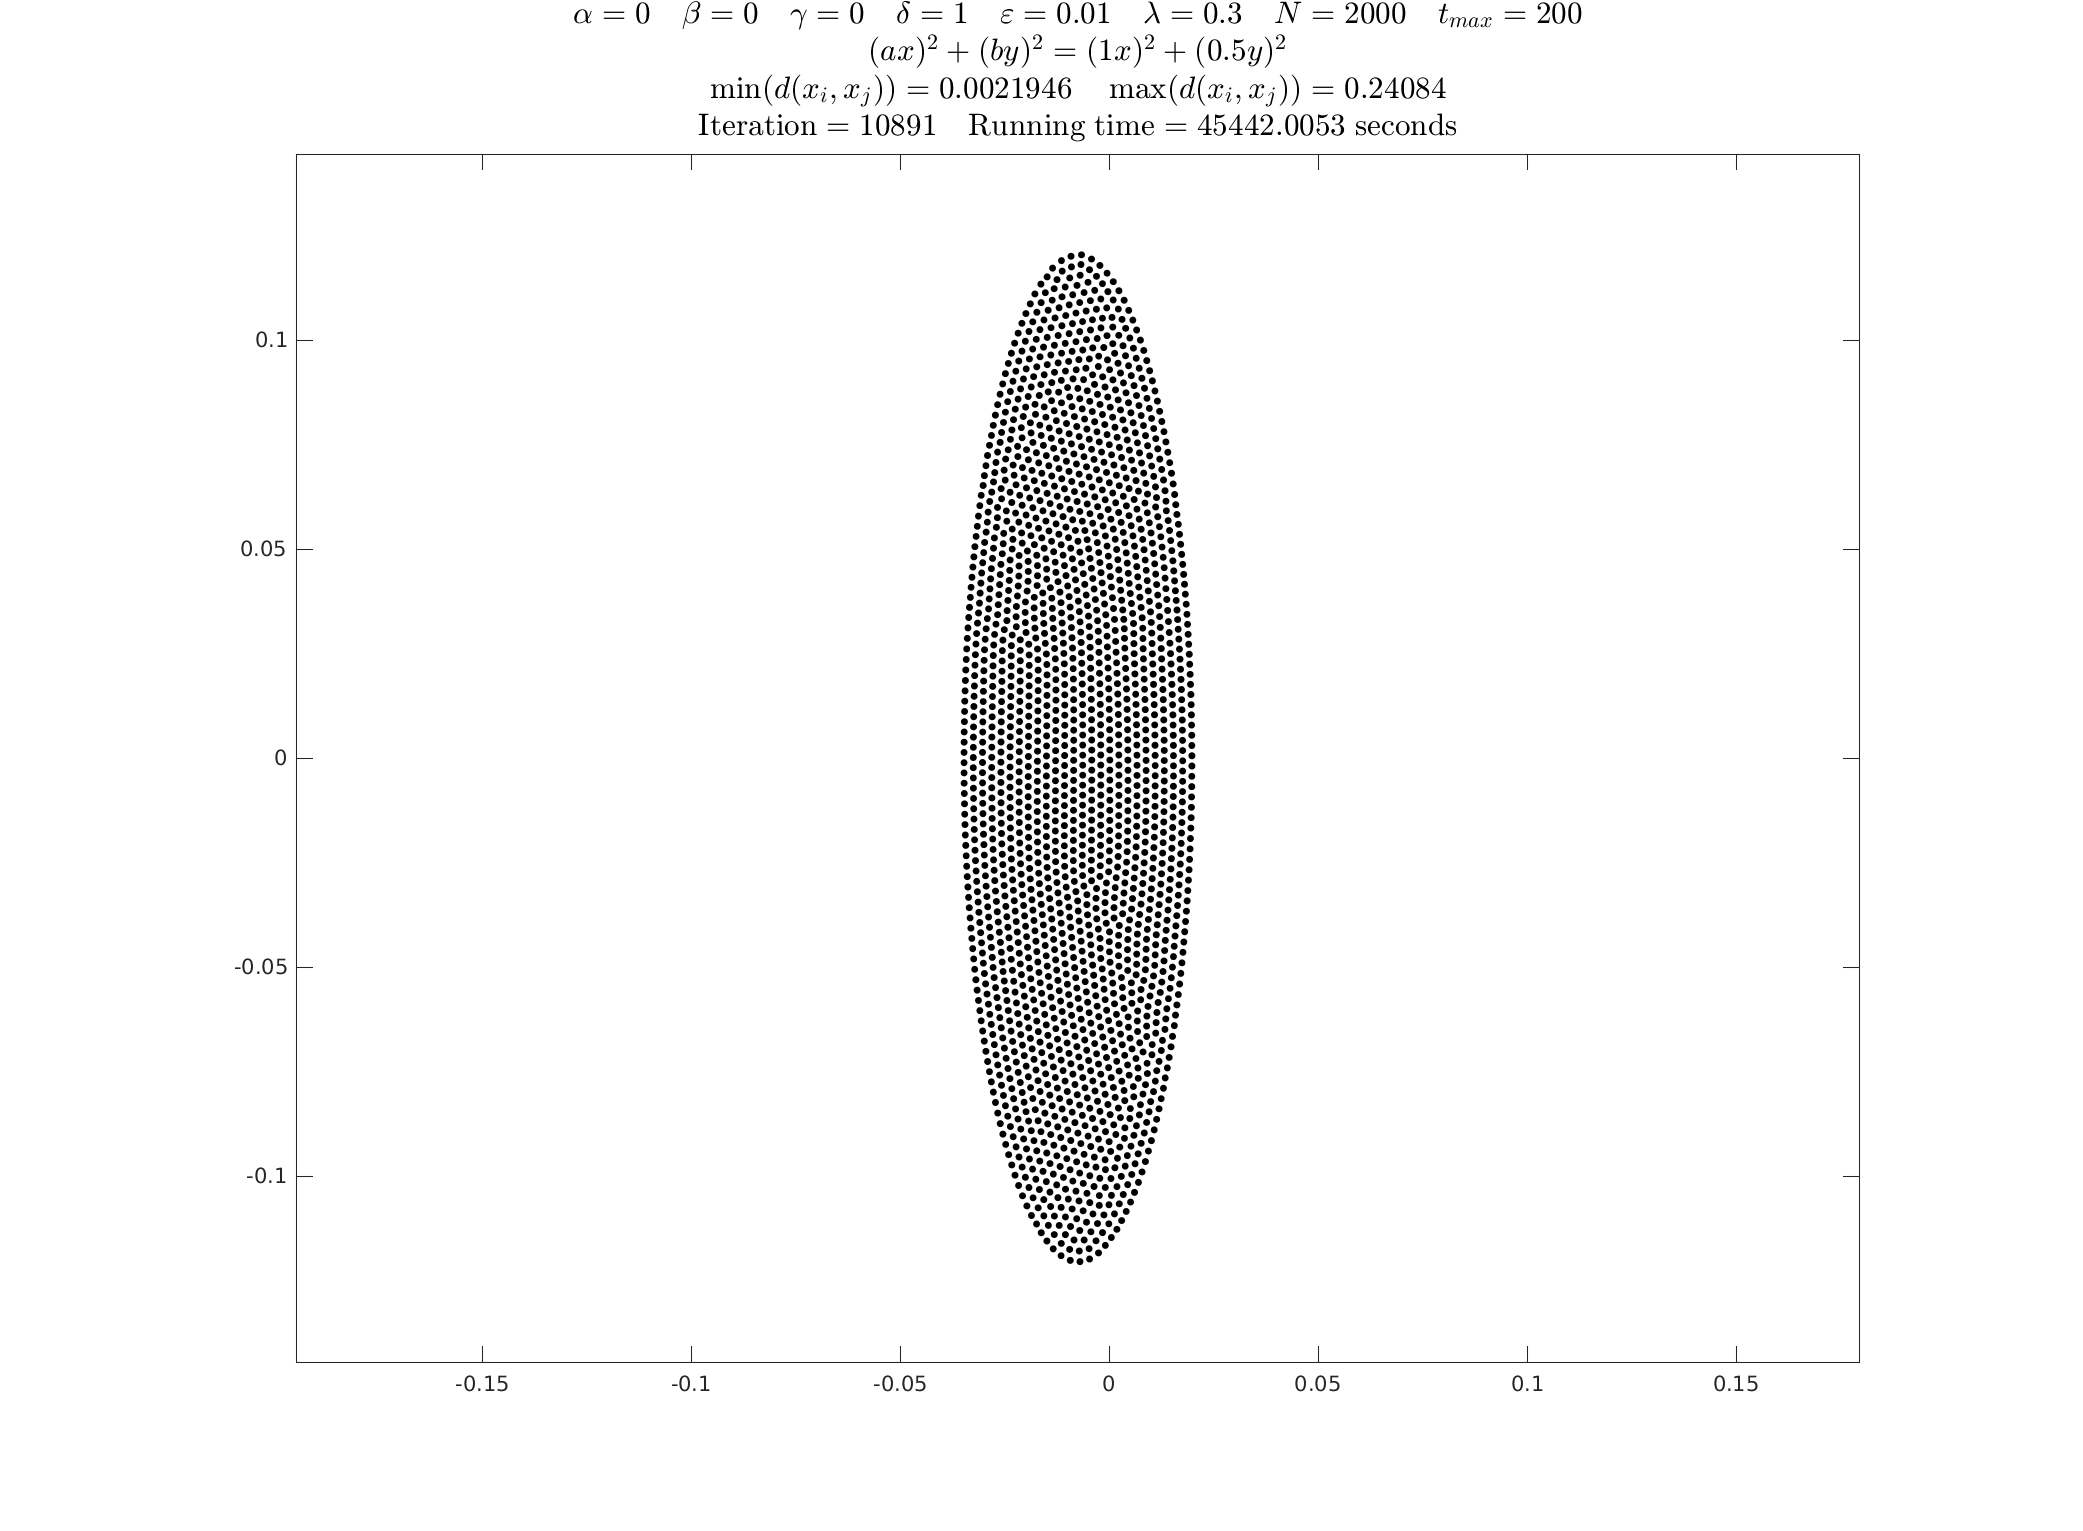 α = 0 β = 0 γ = 0 δ = 1 ε = 0.01 λ = 0.3 N = 2000 t_max = 200
(ax)² + (by)² = (1x)² + (0.5y)²
min(d(x_i, x_j)) = 0.0021946 max(d(x_i, x_j)) = 0.24084
Iteration = 10891 Running time = 45442.0053 seconds
0.1
0.05
0
-0.05
-0.1
-0.15 -0.1 -0.05 0 0.05 0.1 0.15